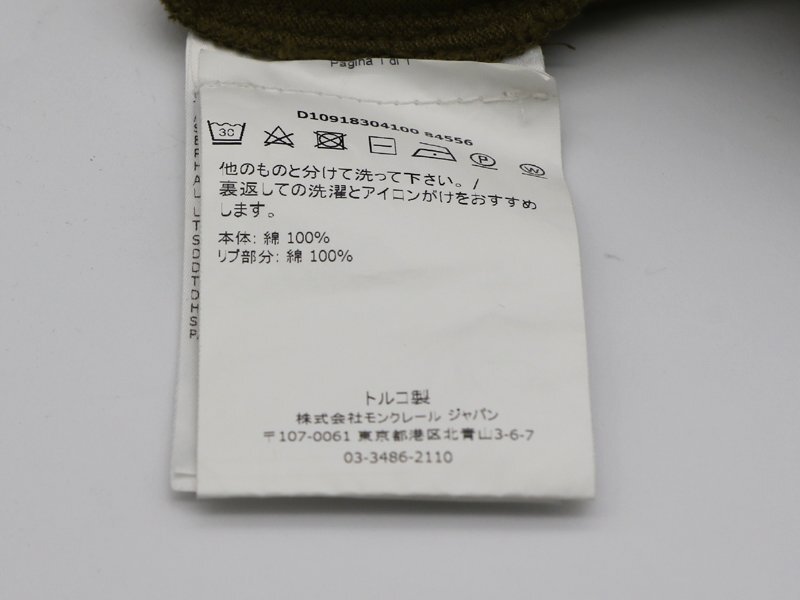 Pagina 1 di 1
D10918304100 84556
30
P
W
他のものと分けて洗って下さい。/
裏返しての洗濯とアイロンがけをおすすめ
します。
本体: 綿 100%
リブ部分: 綿 100%
トルコ製
株式会社モンクレール ジャパン
〒107-0061 東京都港区北青山3-6-7
03-3486-2110